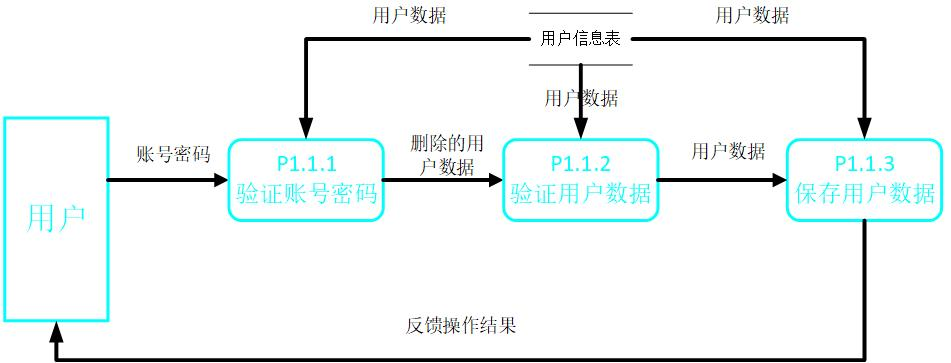 用户数据
用户信息表
用户数据
用户数据
用户
账号密码
P1.1.1
验证账号密码
删除的用
户数据
P1.1.2
验证用户数据
用户数据
P1.1.3
保存用户数据
反馈操作结果